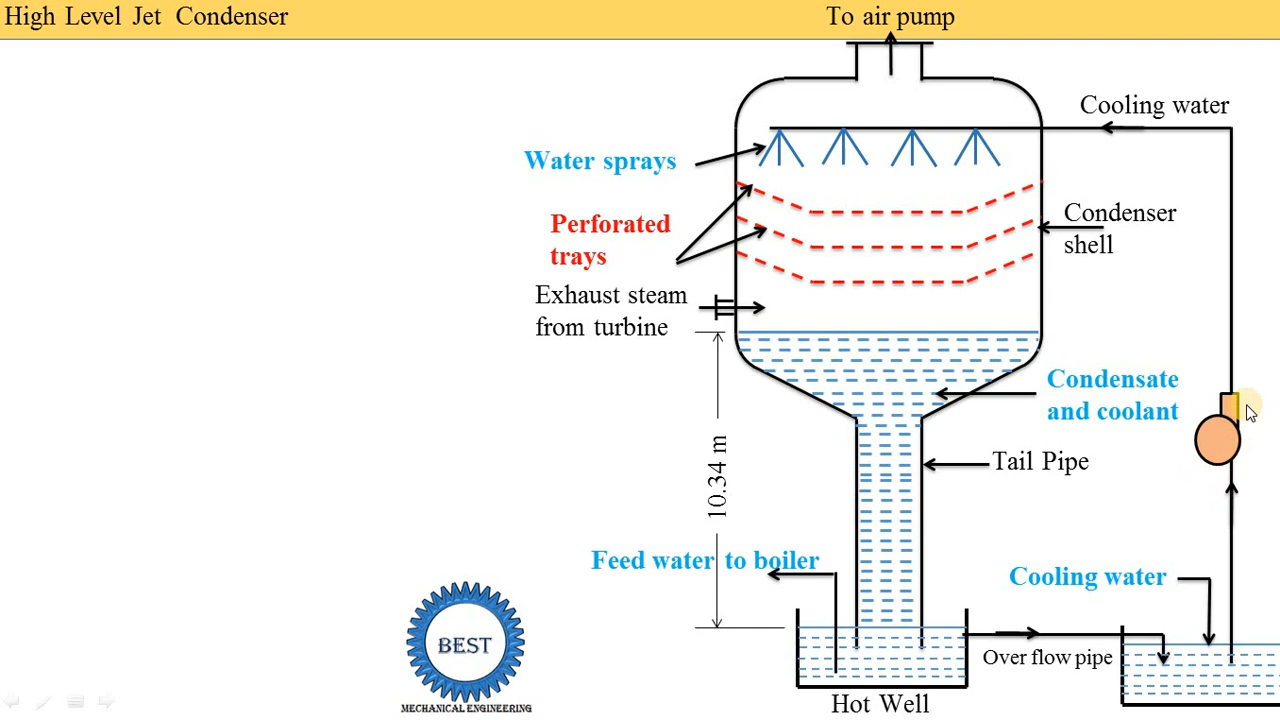 High Level Jet Condenser
To air pump
Cooling water
Water sprays
Perforated
trays
Condenser
shell
Exhaust steam
from turbine
Condensate
and coolant
10.34 m
Tail Pipe
Feed water to boiler
Cooling water
BEST
Over flow pipe
Hot Well
MECHANICAL ENGINEERING